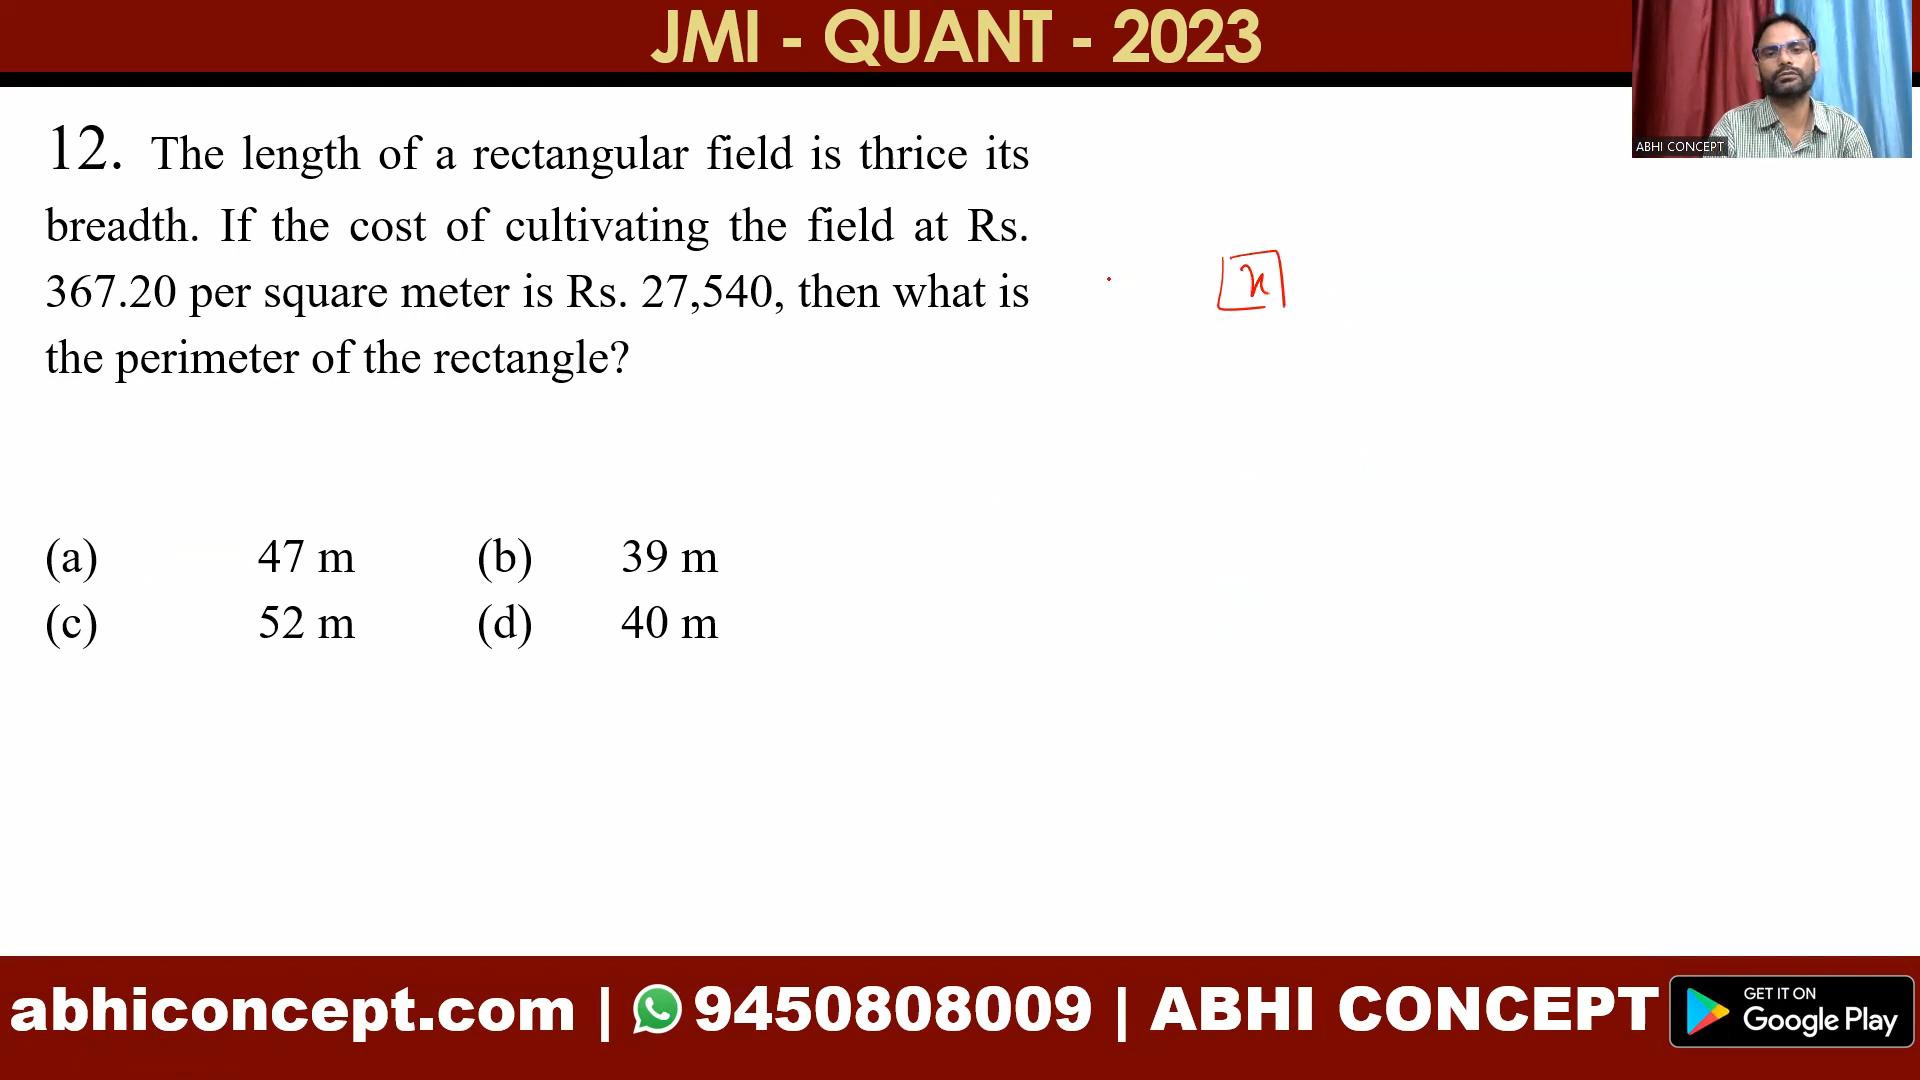 JMI - QUANT - 2023
ABHI CONCEPT
12. The length of a rectangular field is thrice its
breadth. If the cost of cultivating the field at Rs.
367.20 per square meter is Rs. 27,540, then what is
the perimeter of the rectangle?
x
(a) 47 m (b) 39 m
(c) 52 m (d) 40 m
abhiconcept.com | 9450808009 | ABHI CONCEPT
GET IT ON
Google Play